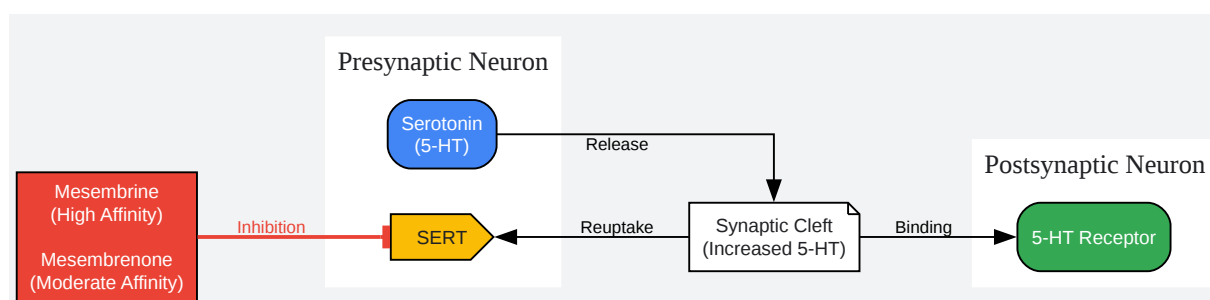 Presynaptic Neuron
Serotonin
(5-HT)
Release
Postsynaptic Neuron
Mesembrine
(High Affinity)
Mesembrenone
(Moderate Affinity)
Inhibition
SERT
Reuptake
Synaptic Cleft
(Increased 5-HT)
Binding
5-HT Receptor